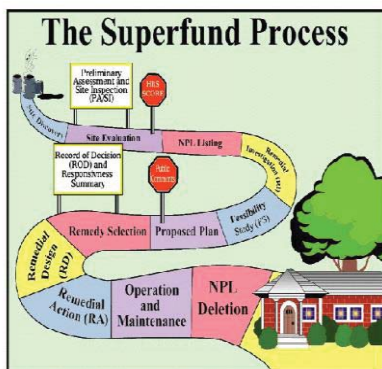 The Superfund Process
Preliminary
Assessment and
Site Inspection
(PA/SI)
HRS
SCORE
Site Discovery
Site Evaluation
NPL Listing
Remedial
Investigation (RI)
Record of Decision
(ROD) and
Responsiveness
Summary
Public
Comments
Feasibility
Study (FS)
Proposed Plan
Remedy Selection
Remedial
Design (RD)
Remedial
Action (RA)
Operation
and
Maintenance
NPL
Deletion